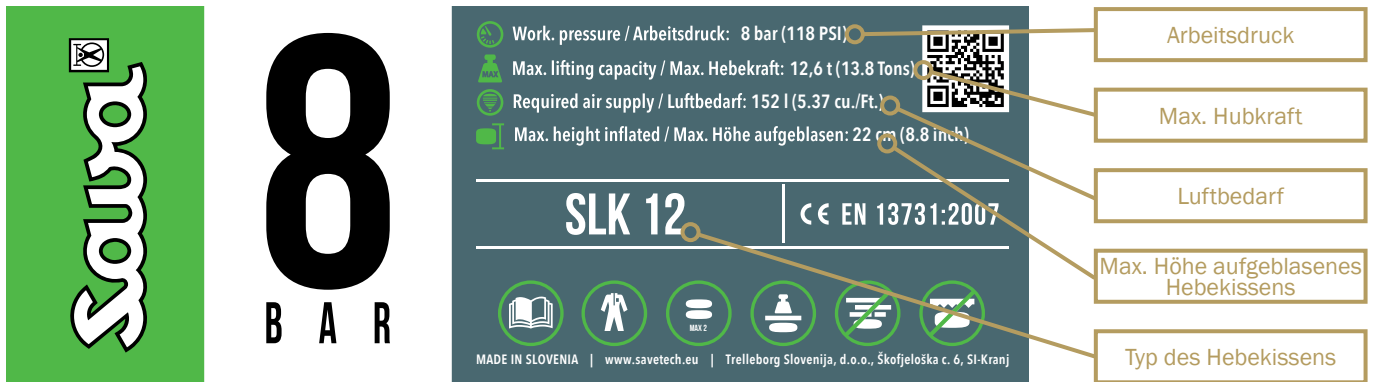 Sava
8
BAR
Work. pressure / Arbeitsdruck: 8 bar (118 PSI)
MAX
Max. lifting capacity / Max. Hebekraft: 12,6 t (13.8 Tons)
Required air supply / Luftbedarf: 152 l (5.37 cu./Ft.)
Max. height inflated / Max. Höhe aufgeblasen: 22 cm (8.8 inch)
SLK 12
CE EN 13731:2007
MAX 2
MADE IN SLOVENIA | www.savetech.eu | Trelleborg Slovenija, d.o.o., Škofjeloška c. 6, SI-Kranj
Arbeitsdruck
Max. Hubkraft
Luftbedarf
Max. Höhe aufgeblasenes
Hebekissens
Typ des Hebekissens